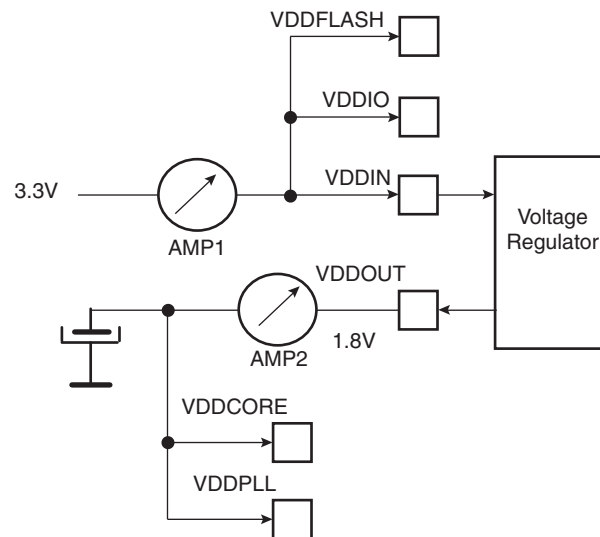 VDDFLASH
VDDIO
3.3V
VDDIN
AMP1
Voltage
Regulator
VDDOUT
AMP2
1.8V
VDDCORE
VDDPLL